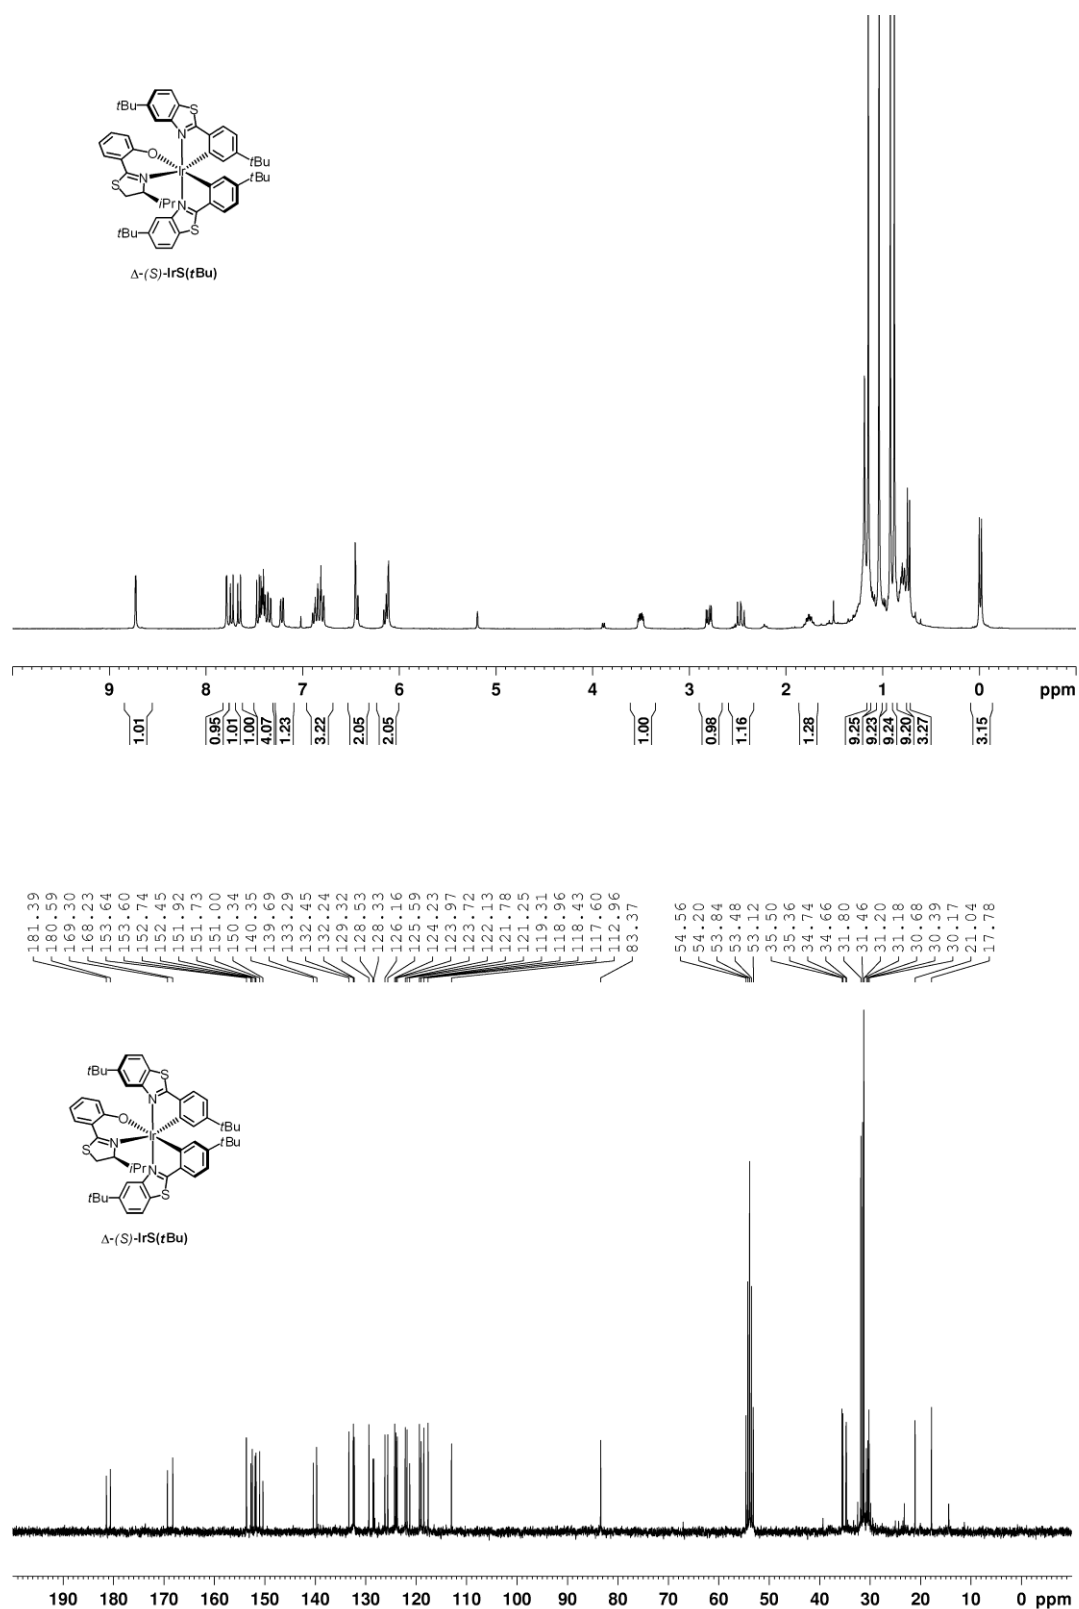 tBu
S
N
O
Ir
tBu
tBu
N
S
iPr
N
tBu
S
Δ-(S)-IrS(tBu)
9 8 7 6 5 4 3 2 1 0 ppm
1.01 0.95 1.01 1.00 4.07 1.23 3.22 2.05 2.05 1.00 0.98 1.16 1.28 9.25 9.23 9.24 9.20 3.27 3.15
181.39
180.59
169.30
168.23
153.64
153.60
152.74
152.45
151.92
151.73
151.00
150.34
140.35
139.69
133.29
132.45
132.24
129.32
128.53
128.33
126.16
125.59
124.23
123.97
123.72
122.13
121.78
121.25
119.31
118.96
118.43
117.60
112.96
83.37
54.56
54.20
53.84
53.48
53.12
35.50
35.36
34.74
34.66
31.80
31.46
31.20
31.18
30.68
30.39
30.17
21.04
17.78
tBu
S
N
O
Ir
tBu
tBu
N
S
iPr
N
tBu
S
Δ-(S)-IrS(tBu)
190 180 170 160 150 140 130 120 110 100 90 80 70 60 50 40 30 20 10 0 ppm